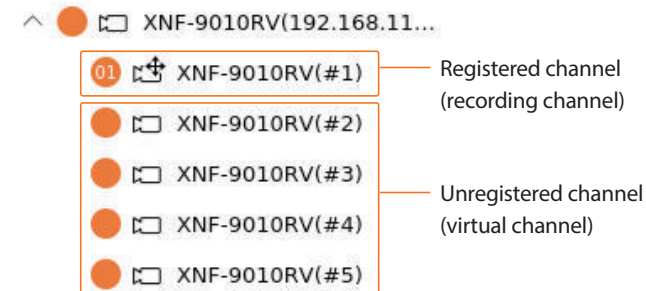 XNF-9010RV(192.168.11...
01 XNF-9010RV(#1)
Registered channel
(recording channel)
XNF-9010RV(#2)
XNF-9010RV(#3)
XNF-9010RV(#4)
XNF-9010RV(#5)
Unregistered channel
(virtual channel)